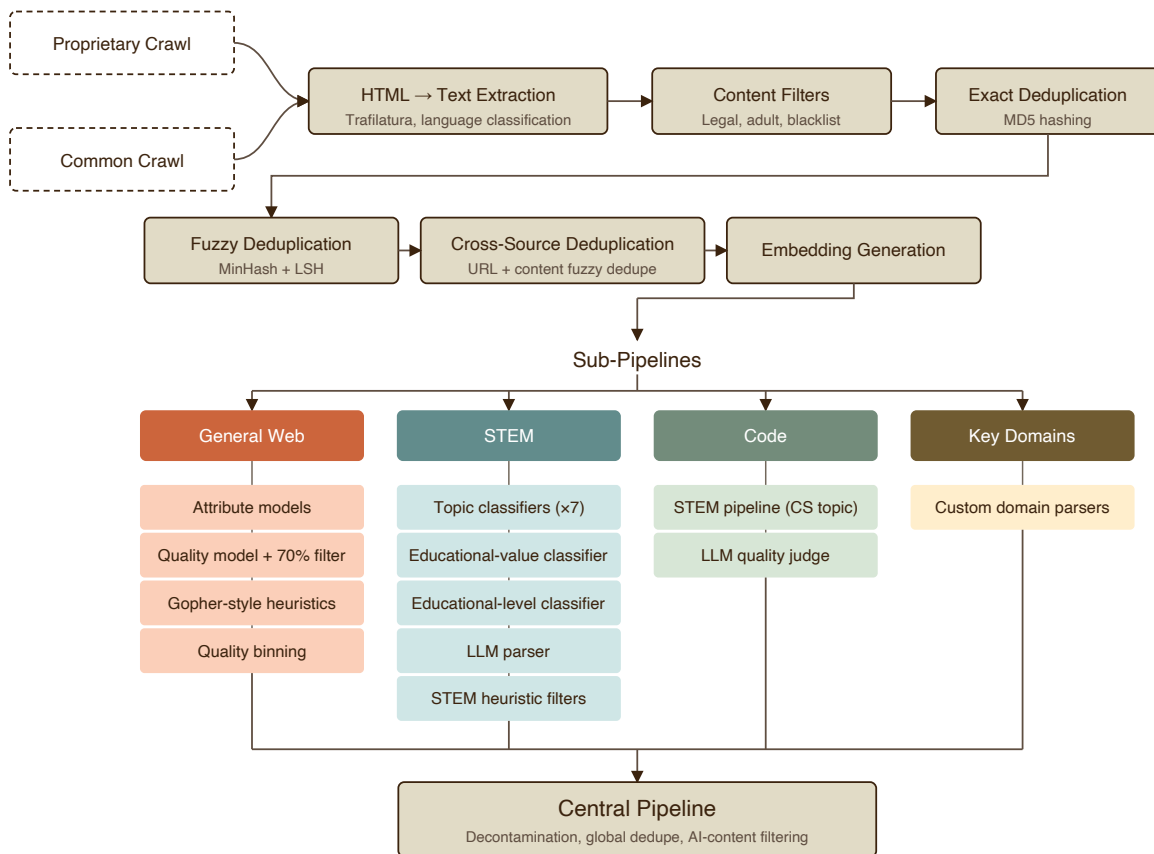 Proprietary Crawl
Common Crawl
HTML → Text Extraction
Trafilatura, language classification
Content Filters
Legal, adult, blacklist
Exact Deduplication
MD5 hashing
Fuzzy Deduplication
MinHash + LSH
Cross-Source Deduplication
URL + content fuzzy dedupe
Embedding Generation
Sub-Pipelines
General Web
Attribute models
Quality model + 70% filter
Gopher-style heuristics
Quality binning
STEM
Topic classifiers (×7)
Educational-value classifier
Educational-level classifier
LLM parser
STEM heuristic filters
Code
STEM pipeline (CS topic)
LLM quality judge
Key Domains
Custom domain parsers
Central Pipeline
Decontamination, global dedupe, AI-content filtering